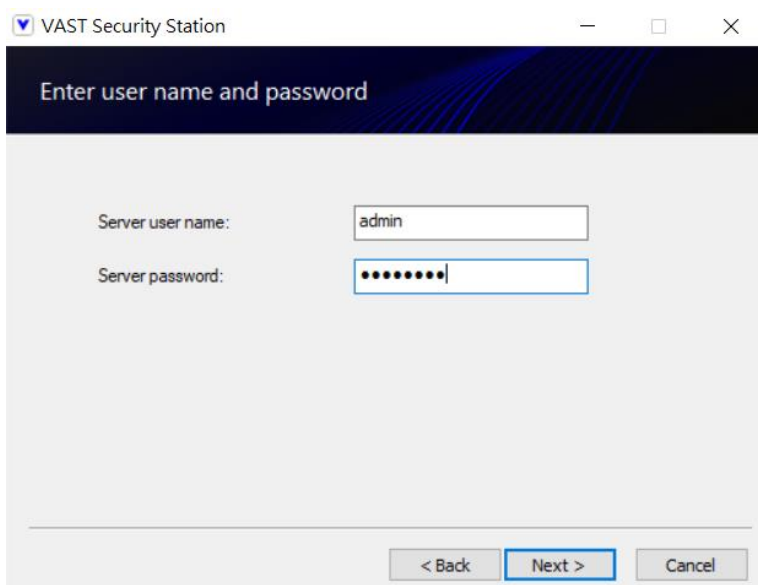 VAST Security Station
Enter user name and password
Server user name: admin
Server password: ••••••••
< Back Next > Cancel